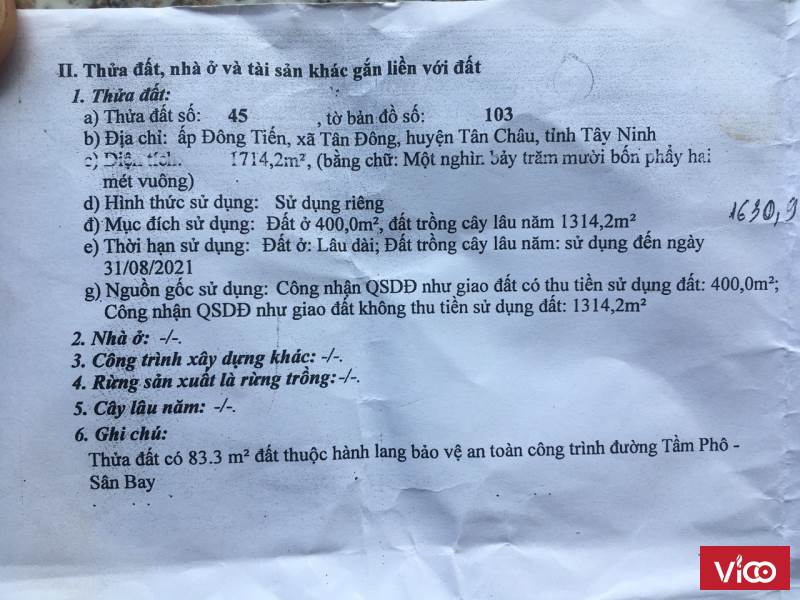 II. Thửa đất, nhà ở và tài sản khác gắn liền với đất
1. Thửa đất:
a) Thửa đất số: 45 , tờ bản đồ số: 103
b) Địa chỉ: ấp Đông Tiến, xã Tân Đông, huyện Tân Châu, tỉnh Tây Ninh
c) Diện tích: 1714,2m², (bằng chữ: Một nghìn bảy trăm mười bốn phẩy hai
mét vuông)
d) Hình thức sử dụng: Sử dụng riêng
đ) Mục đích sử dụng: Đất ở 400,0m², đất trồng cây lâu năm 1314,2m²
1630,9
e) Thời hạn sử dụng: Đất ở: Lâu dài; Đất trồng cây lâu năm: sử dụng đến ngày
31/08/2021
g) Nguồn gốc sử dụng: Công nhận QSDĐ như giao đất có thu tiền sử dụng đất: 400,0m²;
Công nhận QSDĐ như giao đất không thu tiền sử dụng đất: 1314,2m²
2. Nhà ở: -/-.
3. Công trình xây dựng khác: -/-.
4. Rừng sản xuất là rừng trồng: -/-.
5. Cây lâu năm: -/-.
6. Ghi chú:
Thửa đất có 83.3 m² đất thuộc hành lang bảo vệ an toàn công trình đường Tầm Phô -
Sân Bay
ViCO